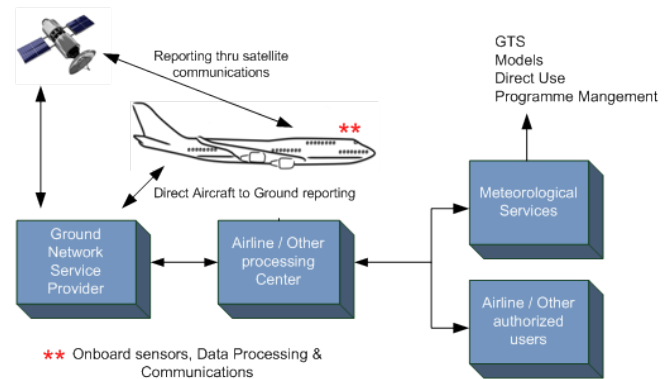 GTS
Models
Direct Use
Programme Mangement
Reporting thru satellite
communications
**
Direct Aircraft to Ground reporting
Meteorological
Services
Ground
Network
Service
Provider
Airline / Other
processing
Center
Airline / Other
authorized
users
** Onboard sensors, Data Processing &
Communications